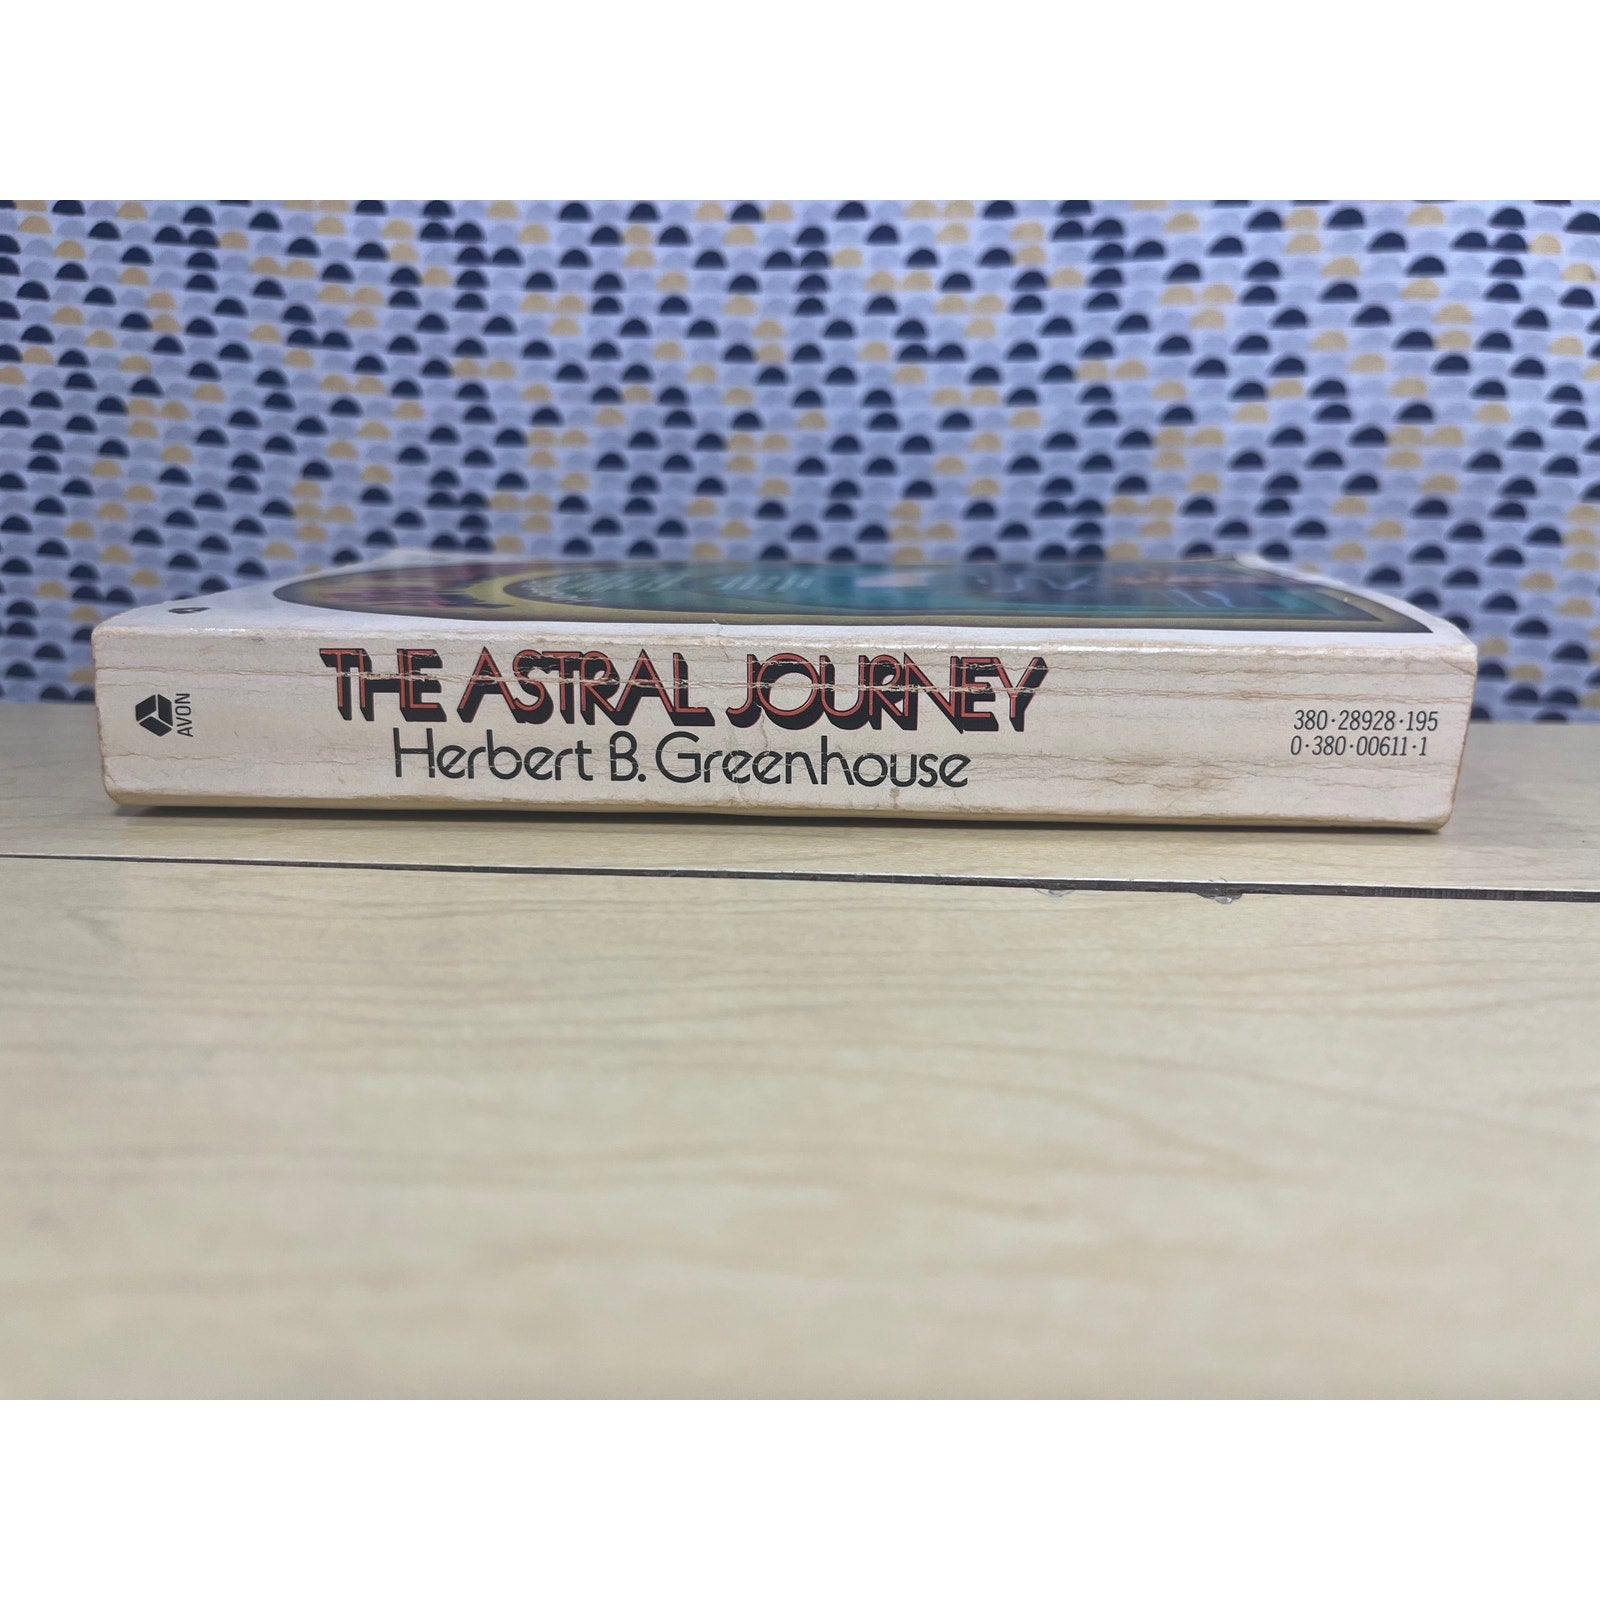 AVON
THE ASTRAL JOURNEY
Herbert B. Greenhouse
380·28928·195
0·380·00611·1